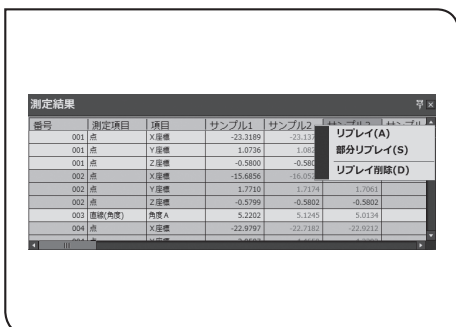 測定結果
番号 測定項目 項目 サンプル1 サンプル2
リプレイ(A)
部分リプレイ(S)
リプレイ削除(D)
001 点 X座標 -23.3189
001 点 Y座標 1.0736
001 点 Z座標 -0.5800
002 点 X座標 -15.6856
002 点 Y座標 1.7710 1.7174 1.7061
002 点 Z座標 -0.5799 -0.5802 -0.5802
003 直線(角度) 角度A 5.2202 5.1245 5.0134
004 点 X座標 -22.9797 -22.7182 -22.9212